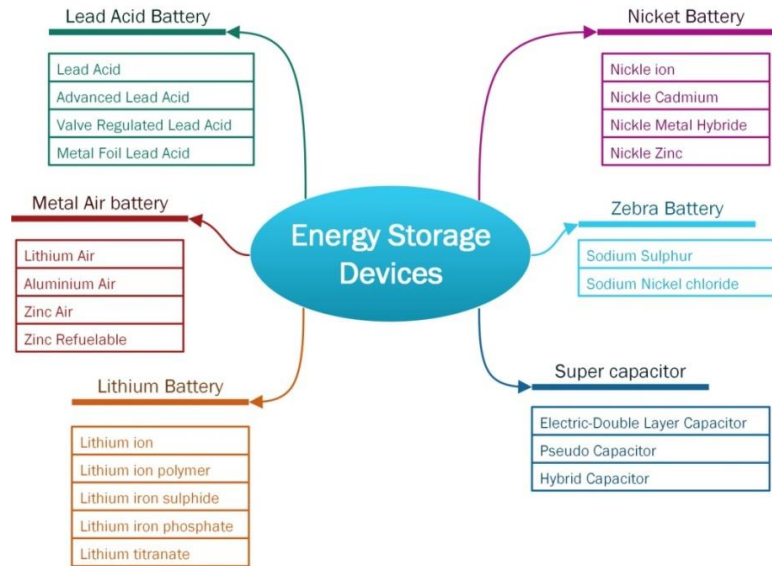 Lead Acid Battery
Lead Acid
Advanced Lead Acid
Valve Regulated Lead Acid
Metal Foil Lead Acid
Nicket Battery
Nickle ion
Nickle Cadmium
Nickle Metal Hybride
Nickle Zinc
Metal Air battery
Lithium Air
Aluminium Air
Zinc Air
Zinc Refuelable
Energy Storage
Devices
Zebra Battery
Sodium Sulphur
Sodium Nickel chloride
Lithium Battery
Lithium ion
Lithium ion polymer
Lithium iron sulphide
Lithium iron phosphate
Lithium titranate
Super capacitor
Electric-Double Layer Capacitor
Pseudo Capacitor
Hybrid Capacitor